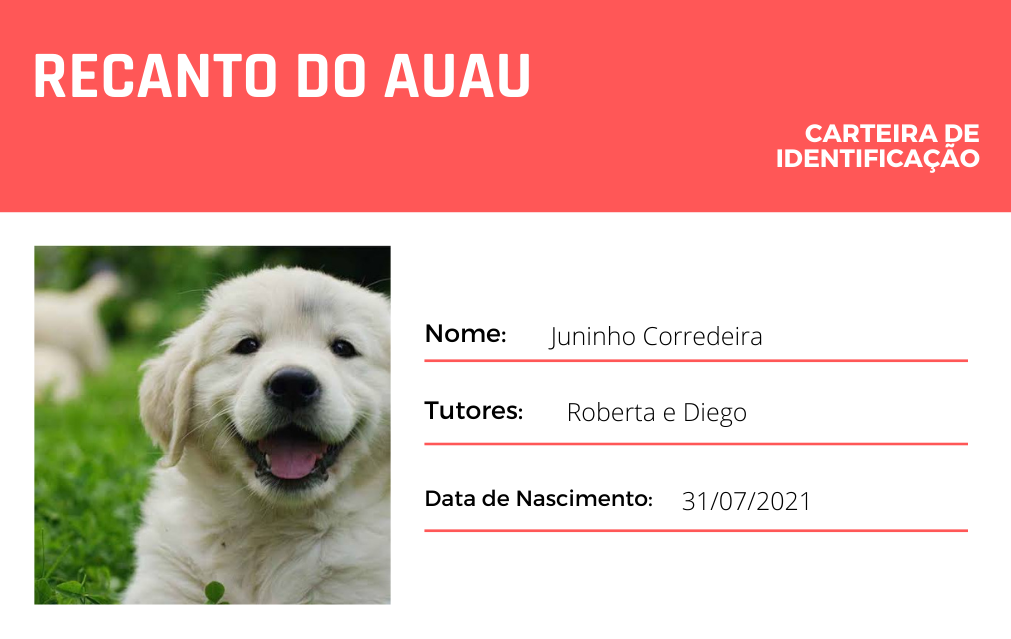 RECANTO DO AUAU
CARTEIRA DE
IDENTIFICAÇÃO
Nome: Juninho Corredeira
Tutores: Roberta e Diego
Data de Nascimento: 31/07/2021